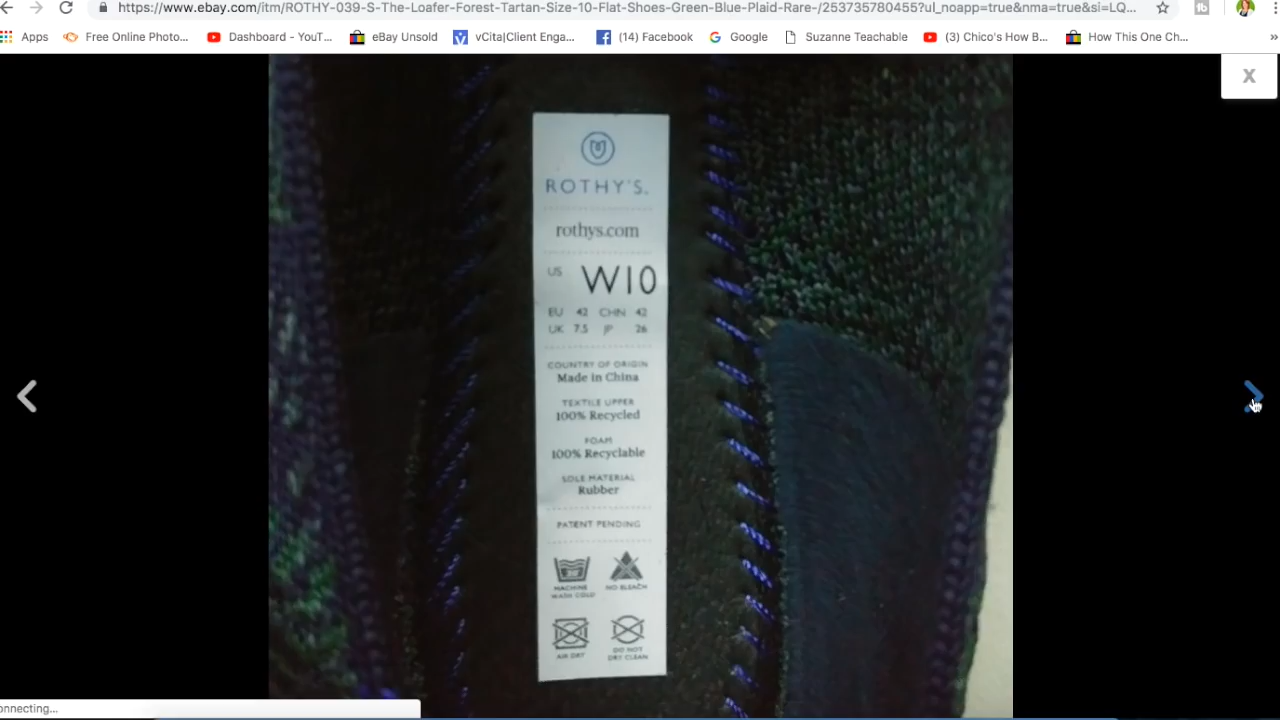 https://www.ebay.com/itm/ROTHY-039-S-The-Loafer-Forest-Tartan-Size-10-Flat-Shoes-Green-Blue-Plaid-Rare-/253735780455?ul_noapp=true&nma=true&si=LQ...
Apps Free Online Photo... Dashboard - YouT... eBay Unsold vCita|Client Enga... (14) Facebook Google Suzanne Teachable (3) Chico's How B... How This One Ch... »
X
ROTHY'S.
rothys.com
US W10
EU 42 CHN 42
UK 7.5 JP 26
COUNTRY OF ORIGIN
Made in China
TEXTILE UPPER
100% Recycled
FOAM
100% Recyclable
SOLE MATERIAL
Rubber
PATENT PENDING
MACHINE WASH COLD
NO BLEACH
AIR DRY
DO NOT DRY CLEAN
onnecting...